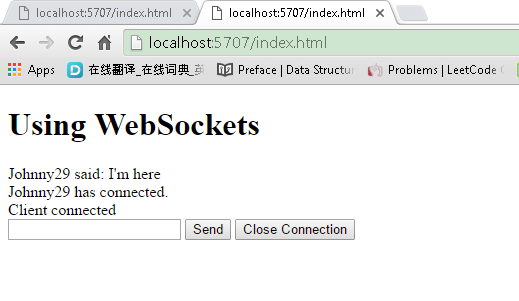 localhost:5707/index.html
localhost:5707/index.html
localhost:5707/index.html
Apps 在线翻译_在线词典_英 Preface | Data Structur Problems | LeetCode O
Using WebSockets
Johnny29 said: I'm here
Johnny29 has connected.
Client connected
Send Close Connection